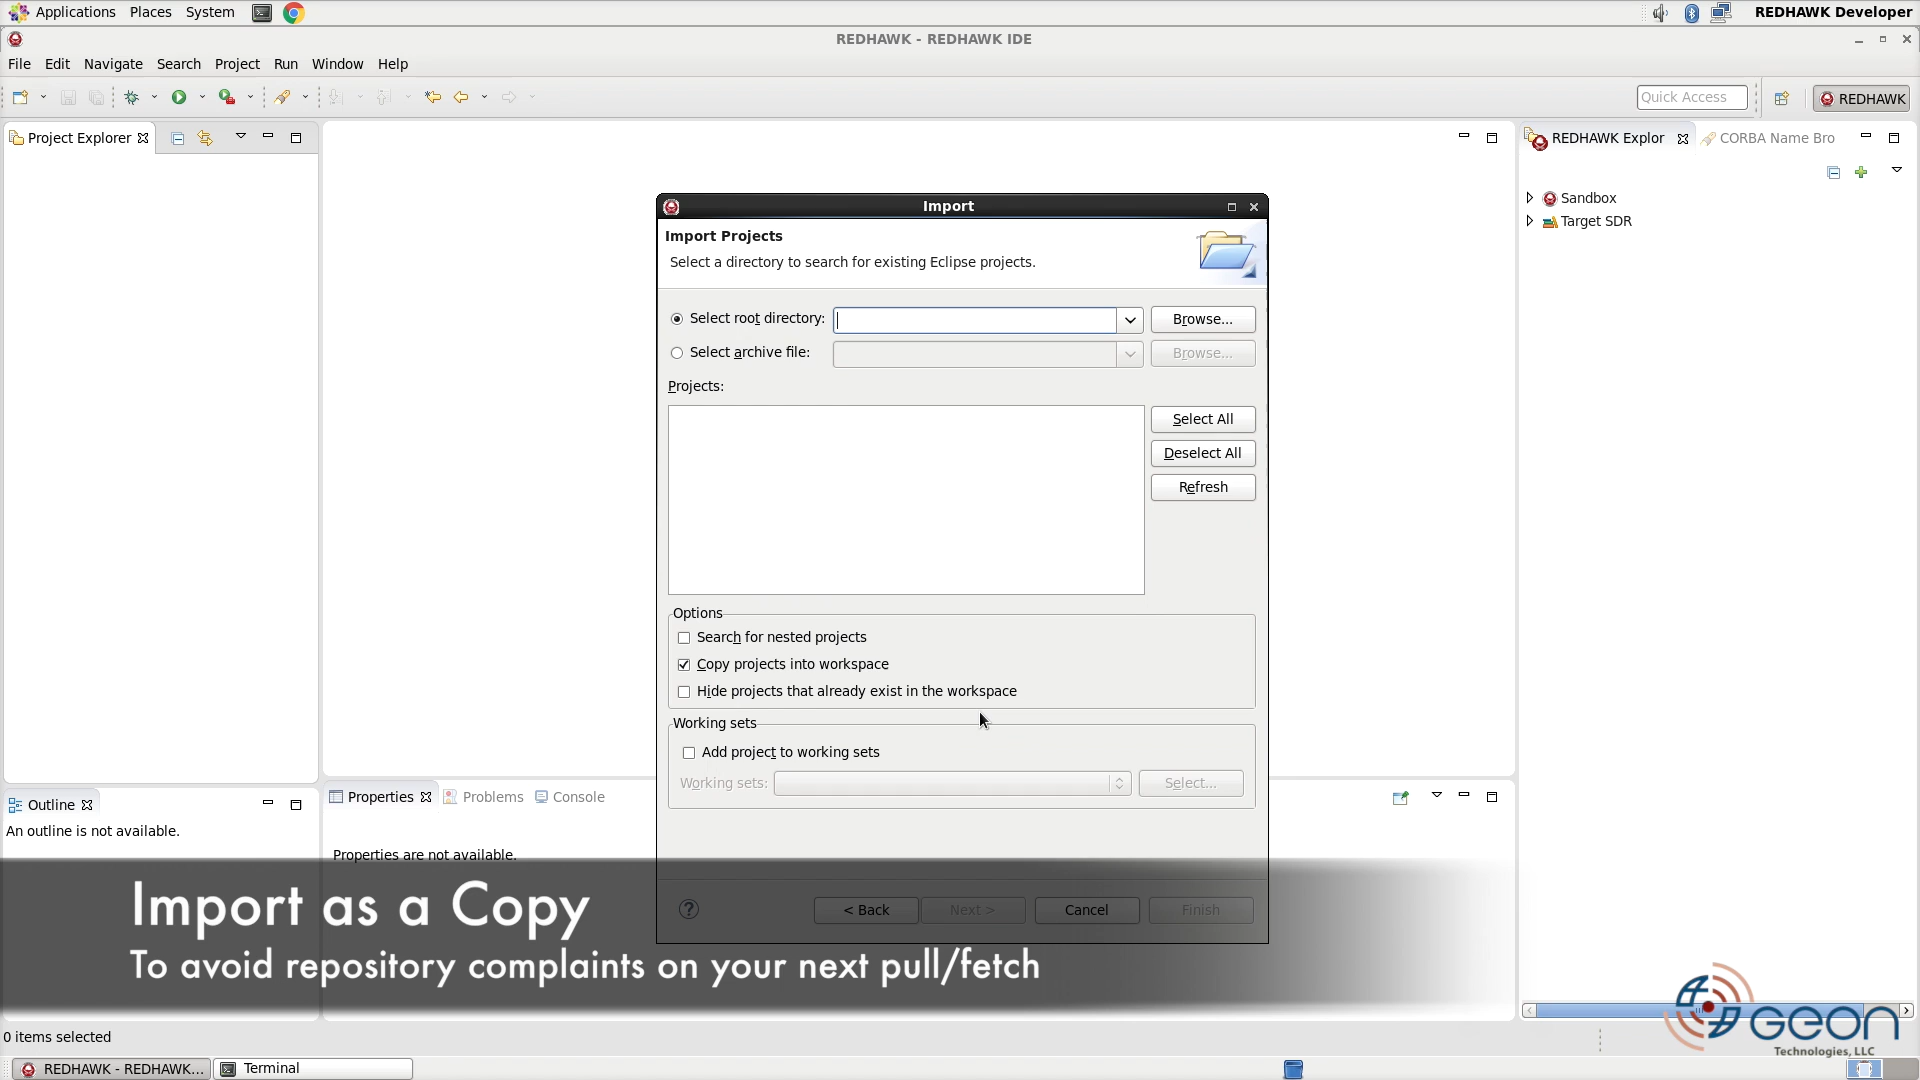 Applications Places System REDHAWK Developer
REDHAWK - REDHAWK IDE
File Edit Navigate Search Project Run Window Help
Quick Access REDHAWK
Project Explorer
REDHAWK Explor CORBA Name Bro
Sandbox
Target SDR
Import
Import Projects
Select a directory to search for existing Eclipse projects.
Select root directory: Browse...
Select archive file: Browse...
Projects:
Select All
Deselect All
Refresh
Options
Search for nested projects
Copy projects into workspace
Hide projects that already exist in the workspace
Working sets
Add project to working sets
Working sets: Select...
< Back Next > Cancel Finish
Outline
An outline is not available.
Properties Problems Console
Properties are not available.
Import as a Copy
To avoid repository complaints on your next pull/fetch
GEON
Technologies, LLC
0 items selected
REDHAWK - REDHAWK... Terminal